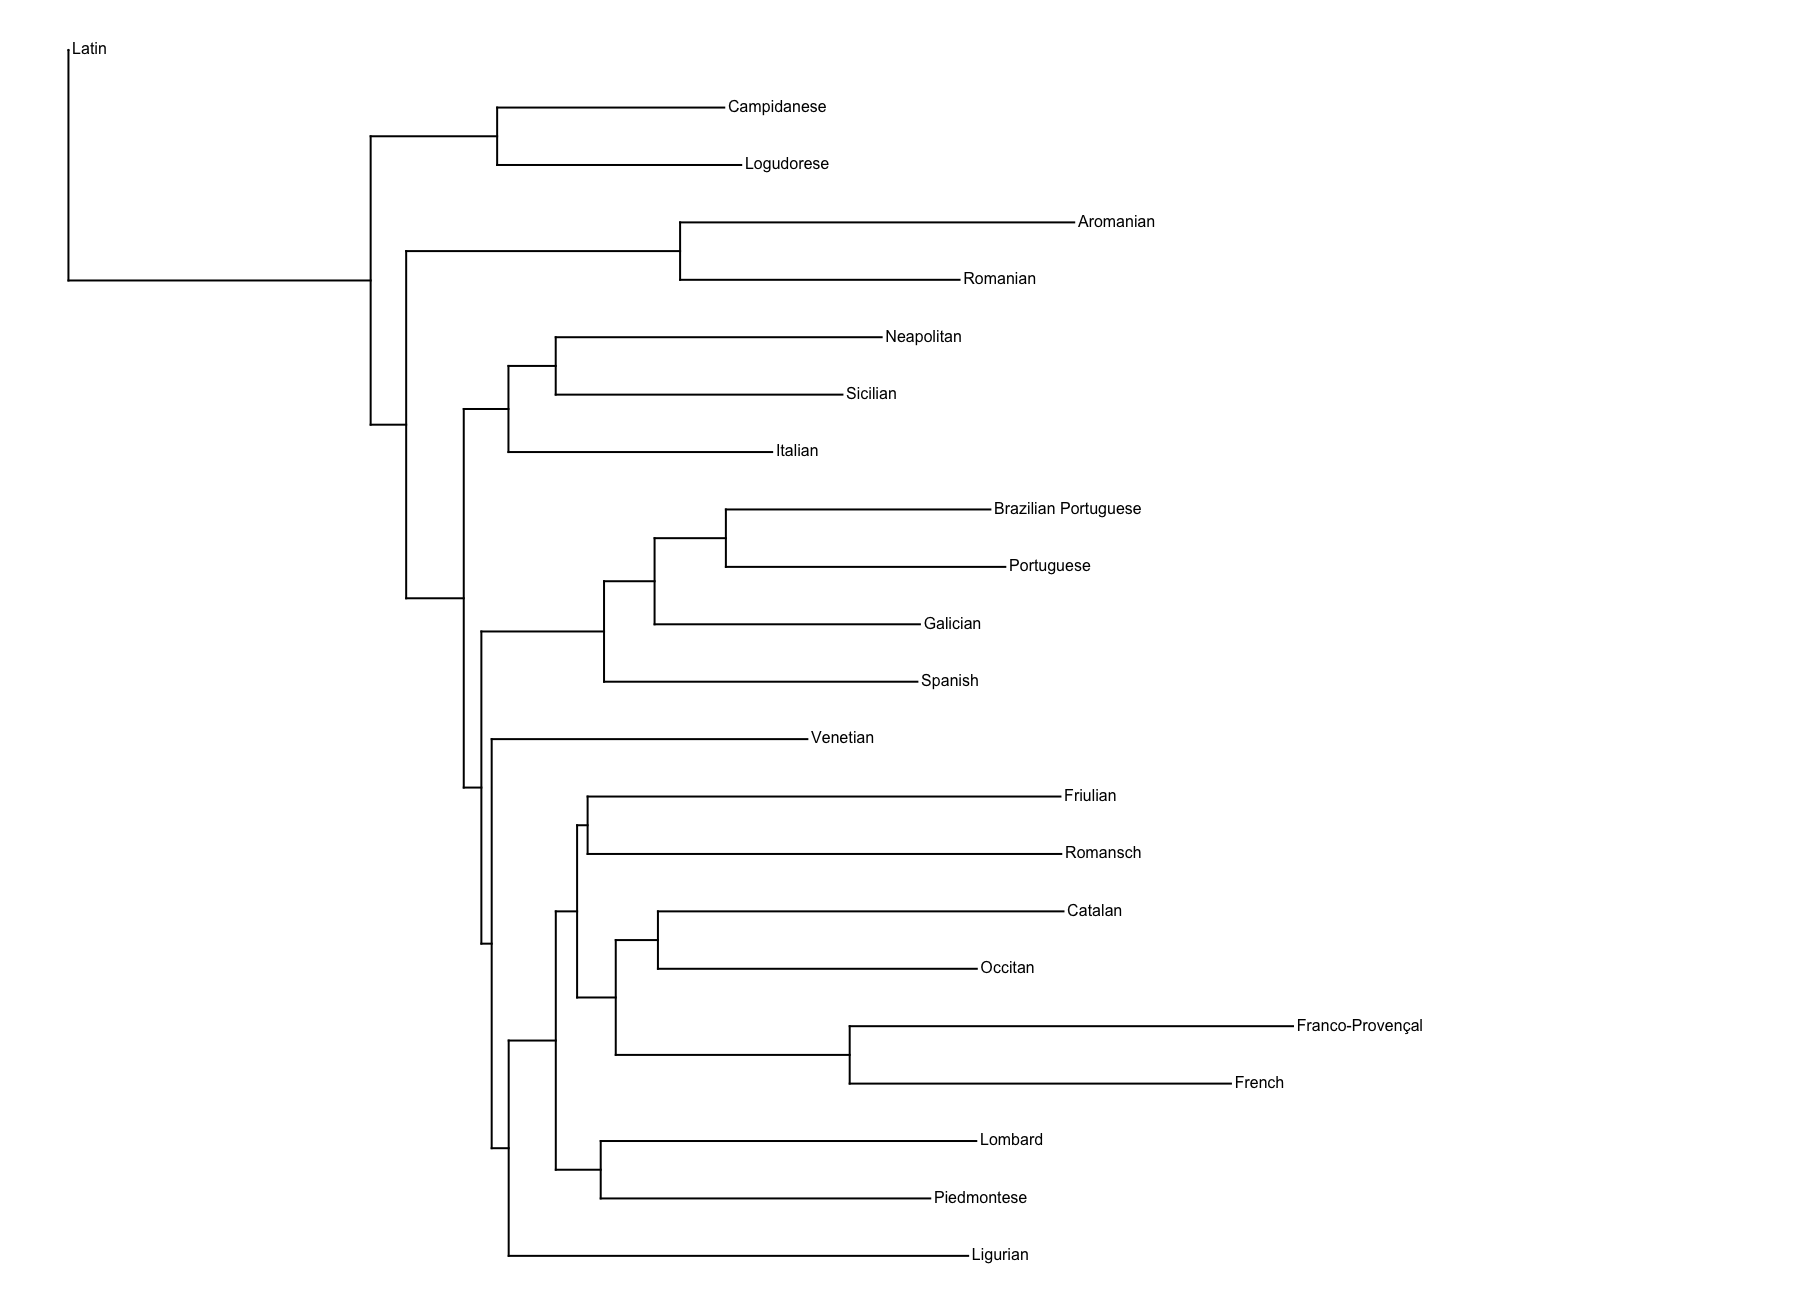 Latin
Campidanese
Logudorese
Aromanian
Romanian
Neapolitan
Sicilian
Italian
Brazilian Portuguese
Portuguese
Galician
Spanish
Venetian
Friulian
Romansch
Catalan
Occitan
Franco-Provençal
French
Lombard
Piedmontese
Ligurian